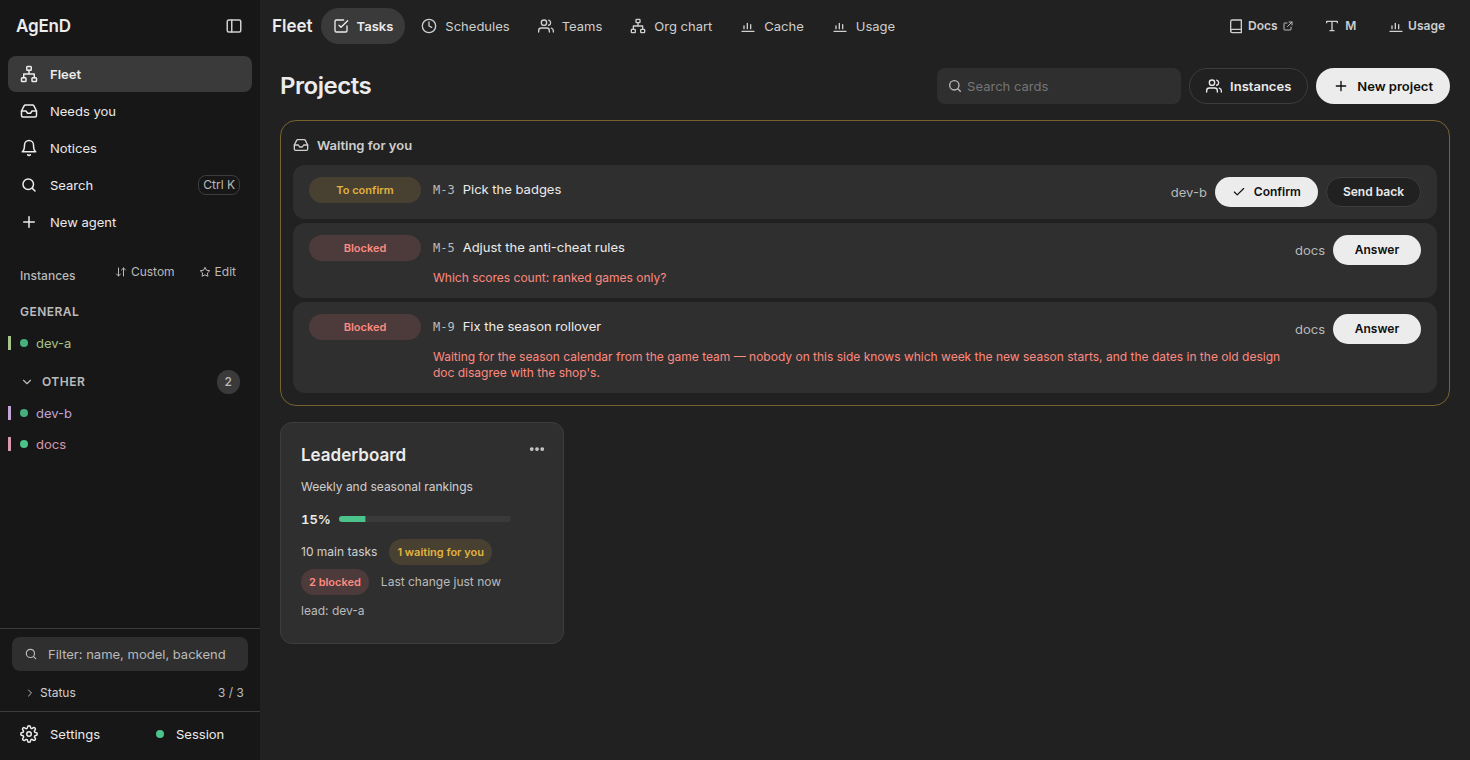 AgEnD
Fleet
Needs you
Notices
Search Ctrl K
New agent
Instances Custom Edit
GENERAL
dev-a
OTHER 2
dev-b
docs
Filter: name, model, backend
Status 3 / 3
Settings Session
Fleet Tasks Schedules Teams Org chart Cache Usage Docs M Usage
Projects Search cards Instances New project
Waiting for you
To confirm M-3 Pick the badges dev-b Confirm Send back
Blocked M-5 Adjust the anti-cheat rules docs Answer
Which scores count: ranked games only?
Blocked M-9 Fix the season rollover docs Answer
Waiting for the season calendar from the game team — nobody on this side knows which week the new season starts, and the dates in the old design
doc disagree with the shop's.
Leaderboard
Weekly and seasonal rankings
15%
10 main tasks 1 waiting for you
2 blocked Last change just now
lead: dev-a